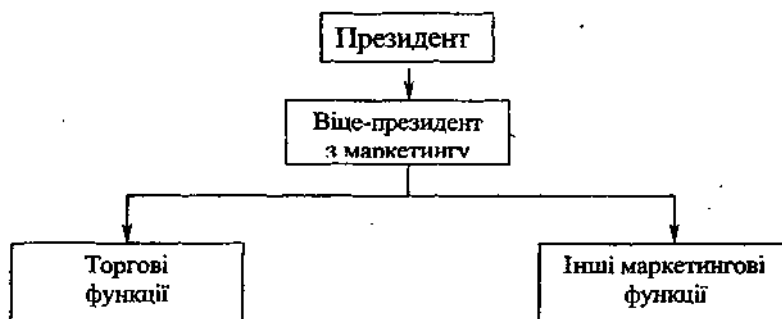 Президент
Віце-президент
з маркетингу
Торгові
функції
Інші маркетингові
функції